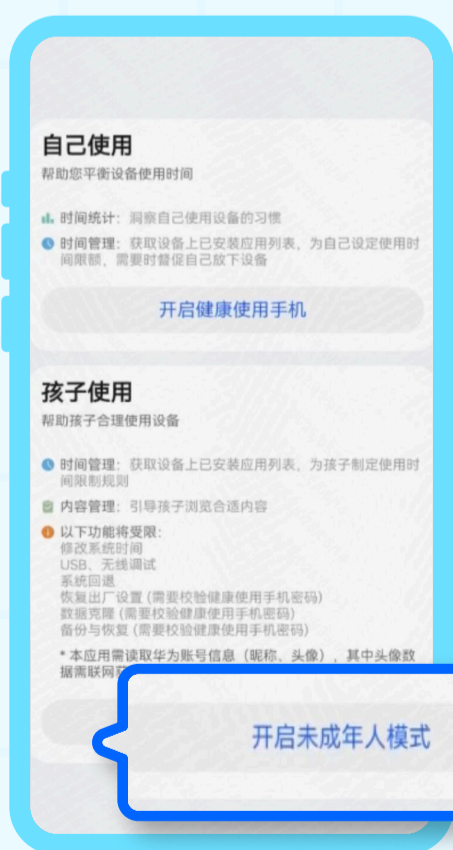 自己使用
帮助您平衡设备使用时间
时间统计：洞察自己使用设备的习惯
时间管理：获取设备上已安装应用列表，为自己设定使用时
间限额，需要时督促自己放下设备
开启健康使用手机
孩子使用
帮助孩子合理使用设备
时间管理：获取设备上已安装应用列表，为孩子制定使用时
间限制规则
内容管理：引导孩子浏览合适内容
以下功能将受限：
修改系统时间
USB、无线调试
系统回退
恢复出厂设置 (需要校验健康使用手机密码)
数据克隆 (需要校验健康使用手机密码)
备份与恢复 (需要校验健康使用手机密码)
* 本应用需读取华为账号信息（昵称、头像），其中头像数
据需联网
开启未成年人模式